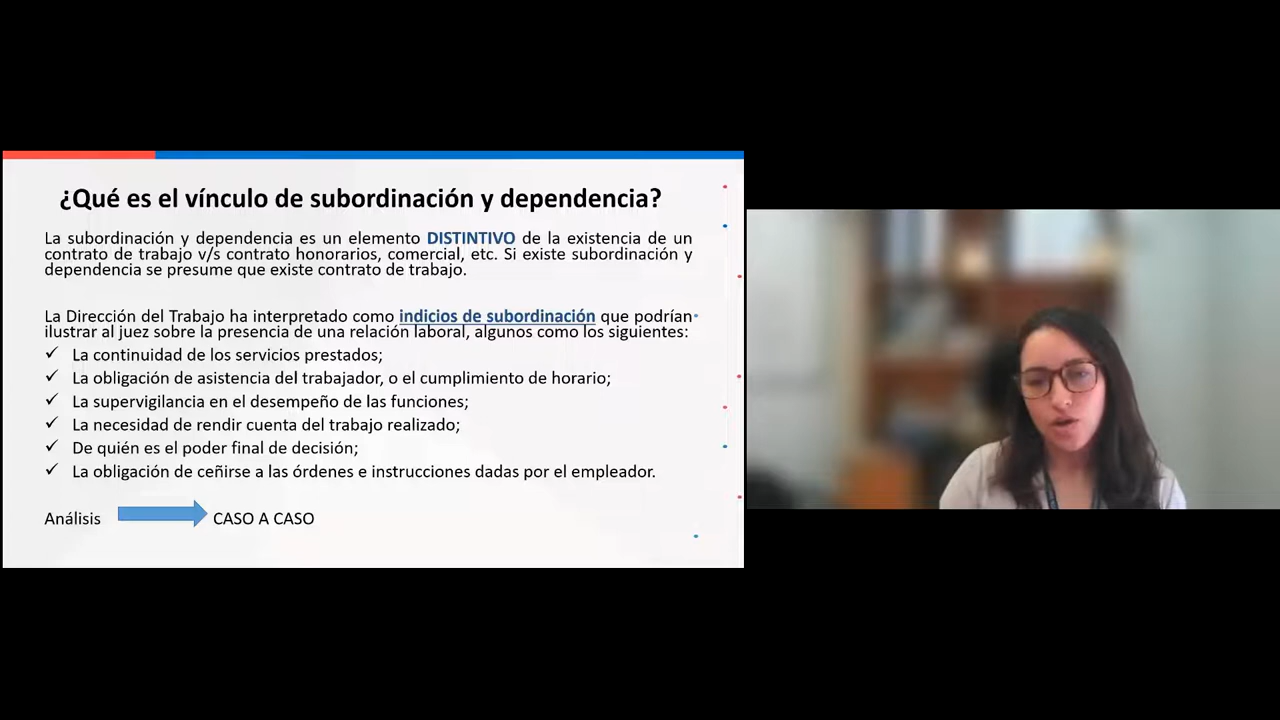 ¿Qué es el vínculo de subordinación y dependencia?
La subordinación y dependencia es un elemento DISTINTIVO de la existencia de un
contrato de trabajo v/s contrato honorarios, comercial, etc. Si existe subordinación y
dependencia se presume que existe contrato de trabajo.
La Dirección del Trabajo ha interpretado como indicios de subordinación que podrían
ilustrar al juez sobre la presencia de una relación laboral, algunos como los siguientes:
✓ La continuidad de los servicios prestados;
✓ La obligación de asistencia del trabajador, o el cumplimiento de horario;
✓ La supervigilancia en el desempeño de las funciones;
✓ La necesidad de rendir cuenta del trabajo realizado;
✓ De quién es el poder final de decisión;
✓ La obligación de ceñirse a las órdenes e instrucciones dadas por el empleador.
Análisis CASO A CASO